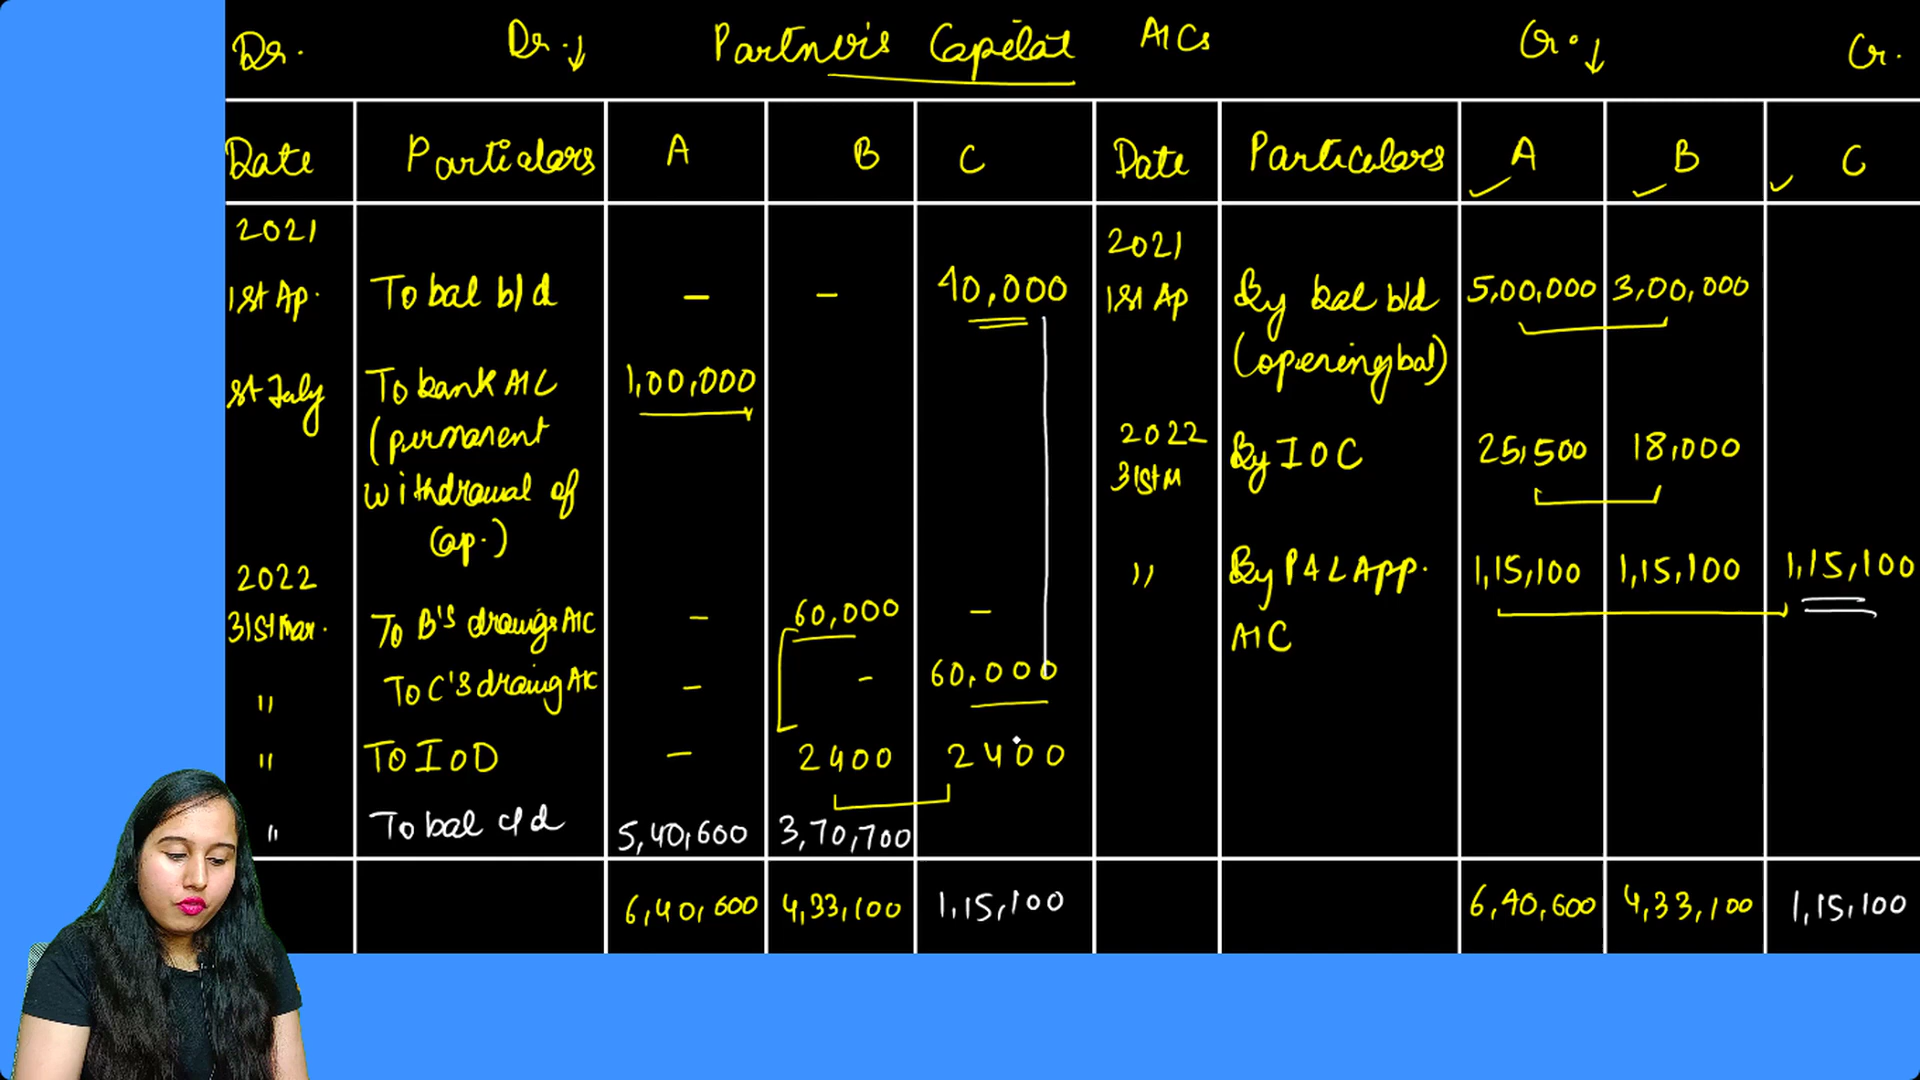 Dr. Dr. ↓ Partner's Capital A/Cs Cr. ↓ Cr.
Date Particulars A B C Date Particulars A B C
2021 2021
1st Ap. To bal b/d - - 40,000 1st Ap By bal b/d 5,00,000 3,00,000
(opening bal)
1st July To bank A/C 1,00,000
(permanent
withdrawal of
Cap.)
2022 By IOC 25,500 18,000
31st M
2022 " By P&L App. 1,15,100 1,15,100 1,15,100
A/C
31st Mar. To B's drawings A/C - 60,000 -
" To C's drawing A/C - - 60,000
" To IOD - 2400 2400
" To bal c/d 5,40,600 3,70,700
6,40,600 4,33,100 1,15,100 6,40,600 4,33,100 1,15,100